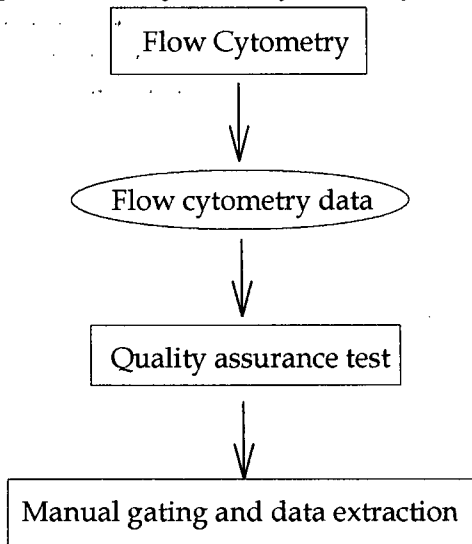 Flow Cytometry
Flow cytometry data
Quality assurance test
Manual gating and data extraction